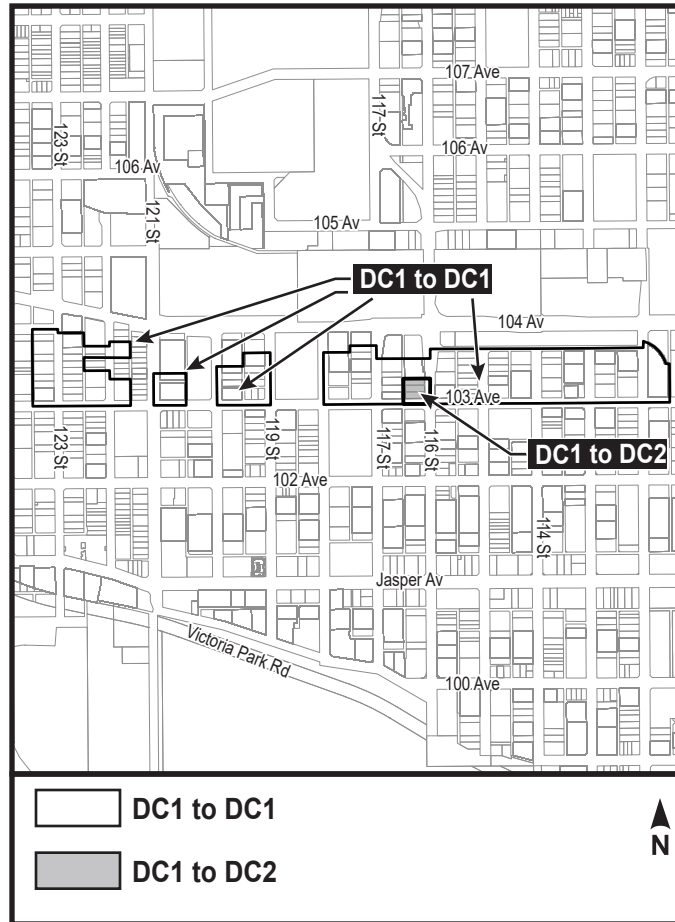 107 Ave
117 St
106 Av
123 St
106 Av
121 St
105 Av
DC1 to DC1
104 Av
103 Ave
123 St
119 St
117 St
116 St
DC1 to DC2
102 Ave
114 St
Jasper Av
Victoria Park Rd
100 Ave
DC1 to DC1
N
DC1 to DC2